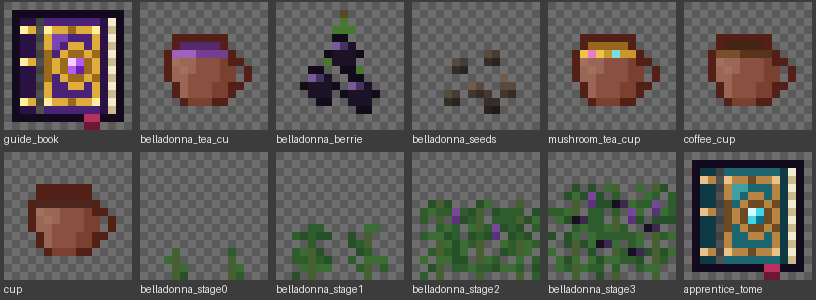 guide_book
belladonna_tea_cu
belladonna_berrie
belladonna_seeds
mushroom_tea_cup
coffee_cup
cup
belladonna_stage0
belladonna_stage1
belladonna_stage2
belladonna_stage3
apprentice_tome